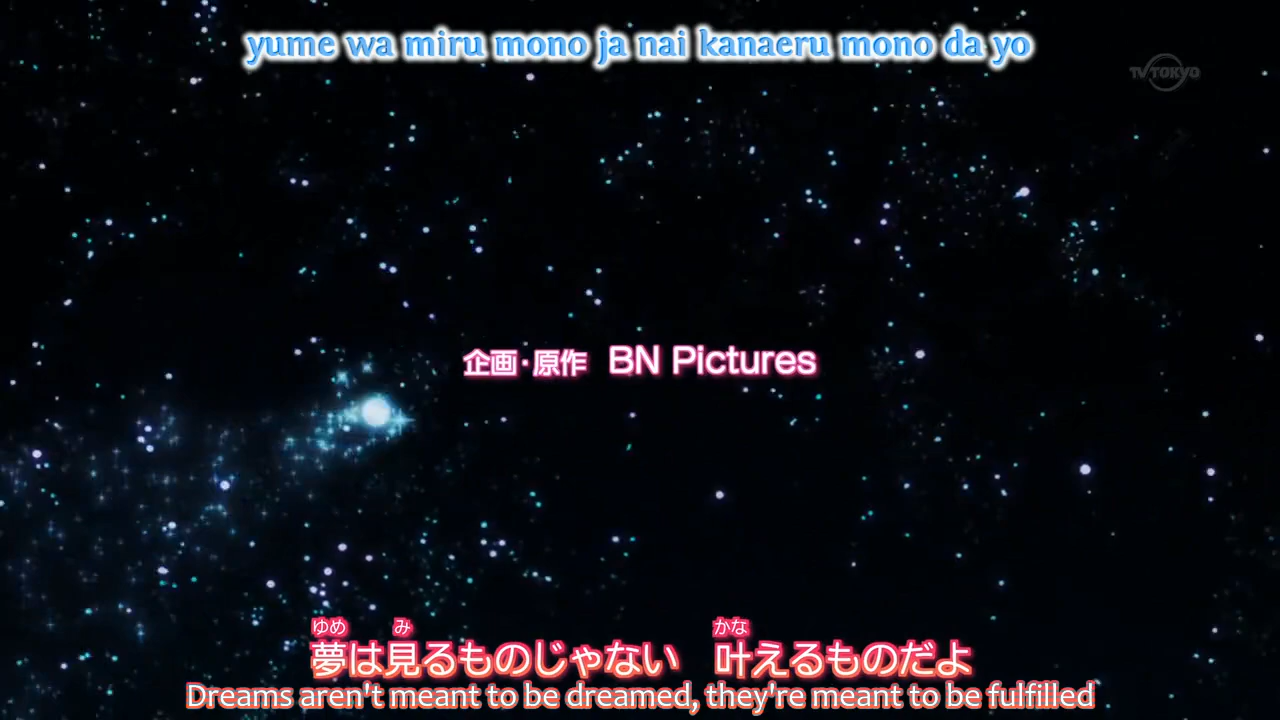 yume wa miru mono ja nai kanaeru mono da yo
TV TOKYO
企画・原作 BN Pictures
ゆめ み かな
夢は見るものじゃない 叶えるものだよ
Dreams aren't meant to be dreamed, they're meant to be fulfilled